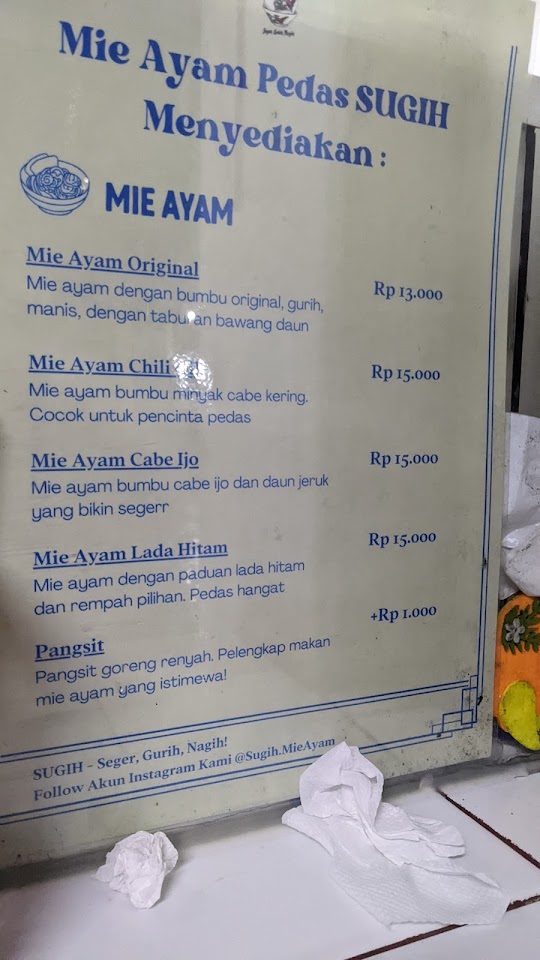 Mie Ayam Pedas SUGIH
Menyediakan :
MIE AYAM
Mie Ayam Original
Rp 13.000
Mie ayam dengan bumbu original, gurih,
manis, dengan taburan bawang daun
Mie Ayam Chili
Rp 15.000
Mie ayam bumbu minyak cabe kering.
Cocok untuk pencinta pedas
Mie Ayam Cabe Ijo
Rp 15.000
Mie ayam bumbu cabe ijo dan daun jeruk
yang bikin segerr
Mie Ayam Lada Hitam
Rp 15.000
Mie ayam dengan paduan lada hitam
dan rempah pilihan. Pedas hangat
Pangsit
+Rp 1.000
Pangsit goreng renyah. Pelengkap makan
mie ayam yang istimewa!
SUGIH - Seger, Gurih, Nagih!
Follow Akun Instagram Kami @Sugih.MieAyam